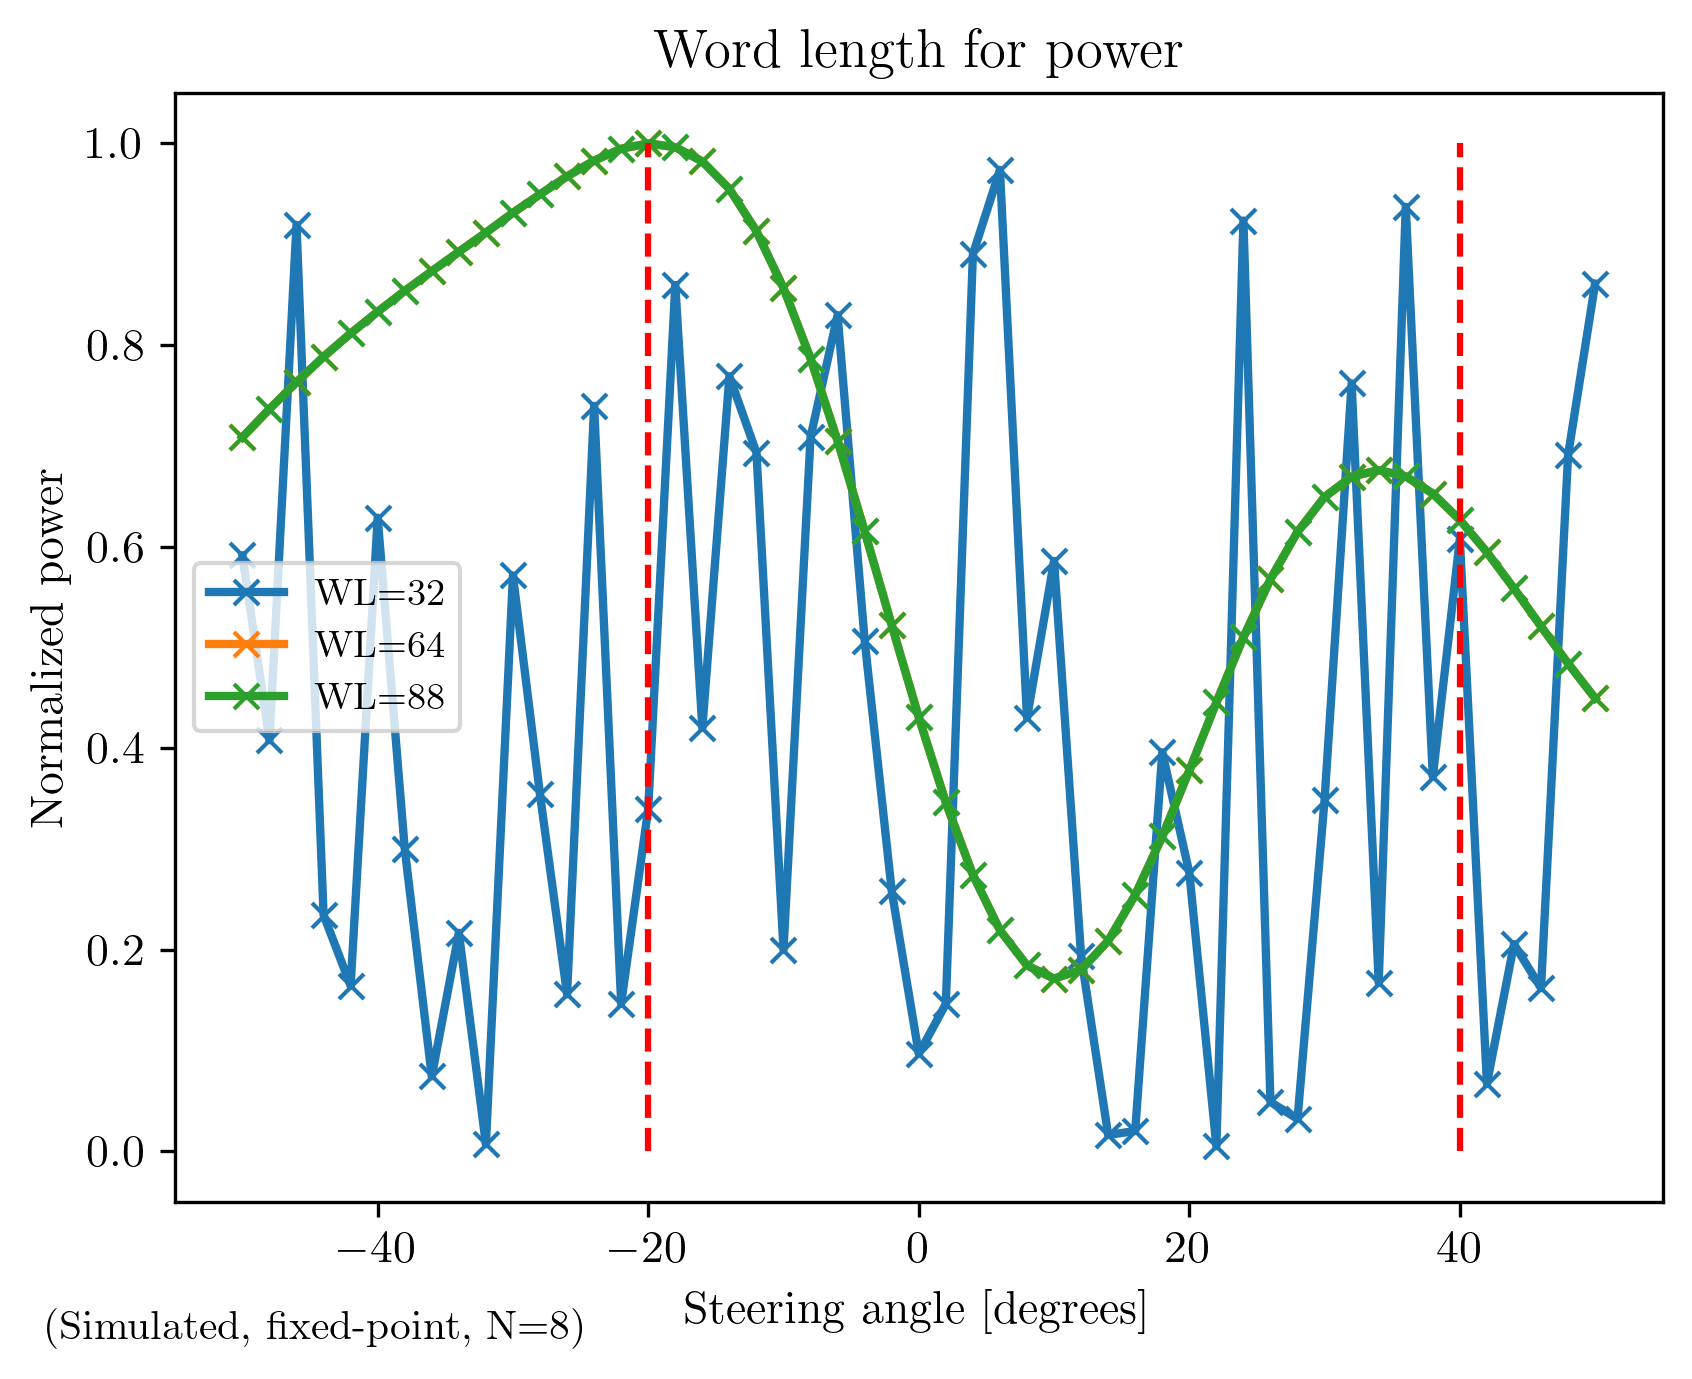 Word length for power
Normalized power
1.0
0.8
0.6
0.4
0.2
0.0
WL=32
WL=64
WL=88
−40
−20
0
20
40
Steering angle [degrees]
(Simulated, fixed-point, N=8)